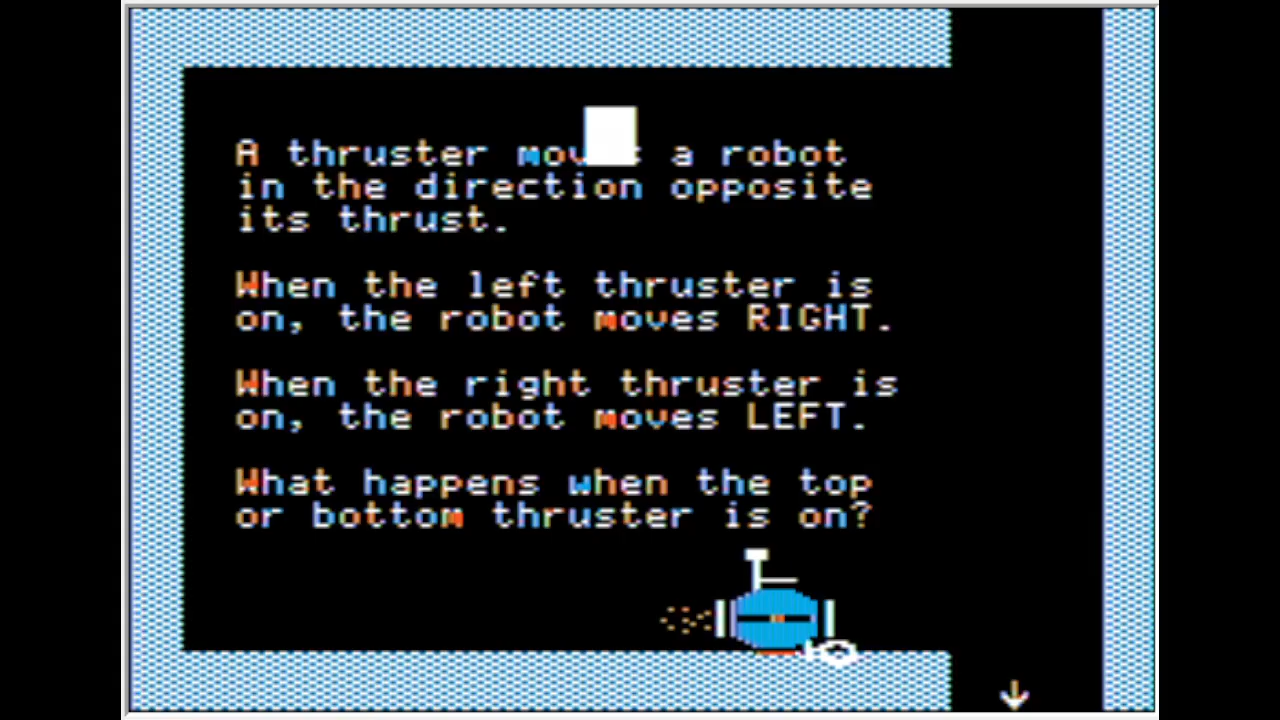 A thruster moves a robot
in the direction opposite
its thrust.
When the left thruster is
on, the robot moves RIGHT.
When the right thruster is
on, the robot moves LEFT.
What happens when the top
or bottom thruster is on?